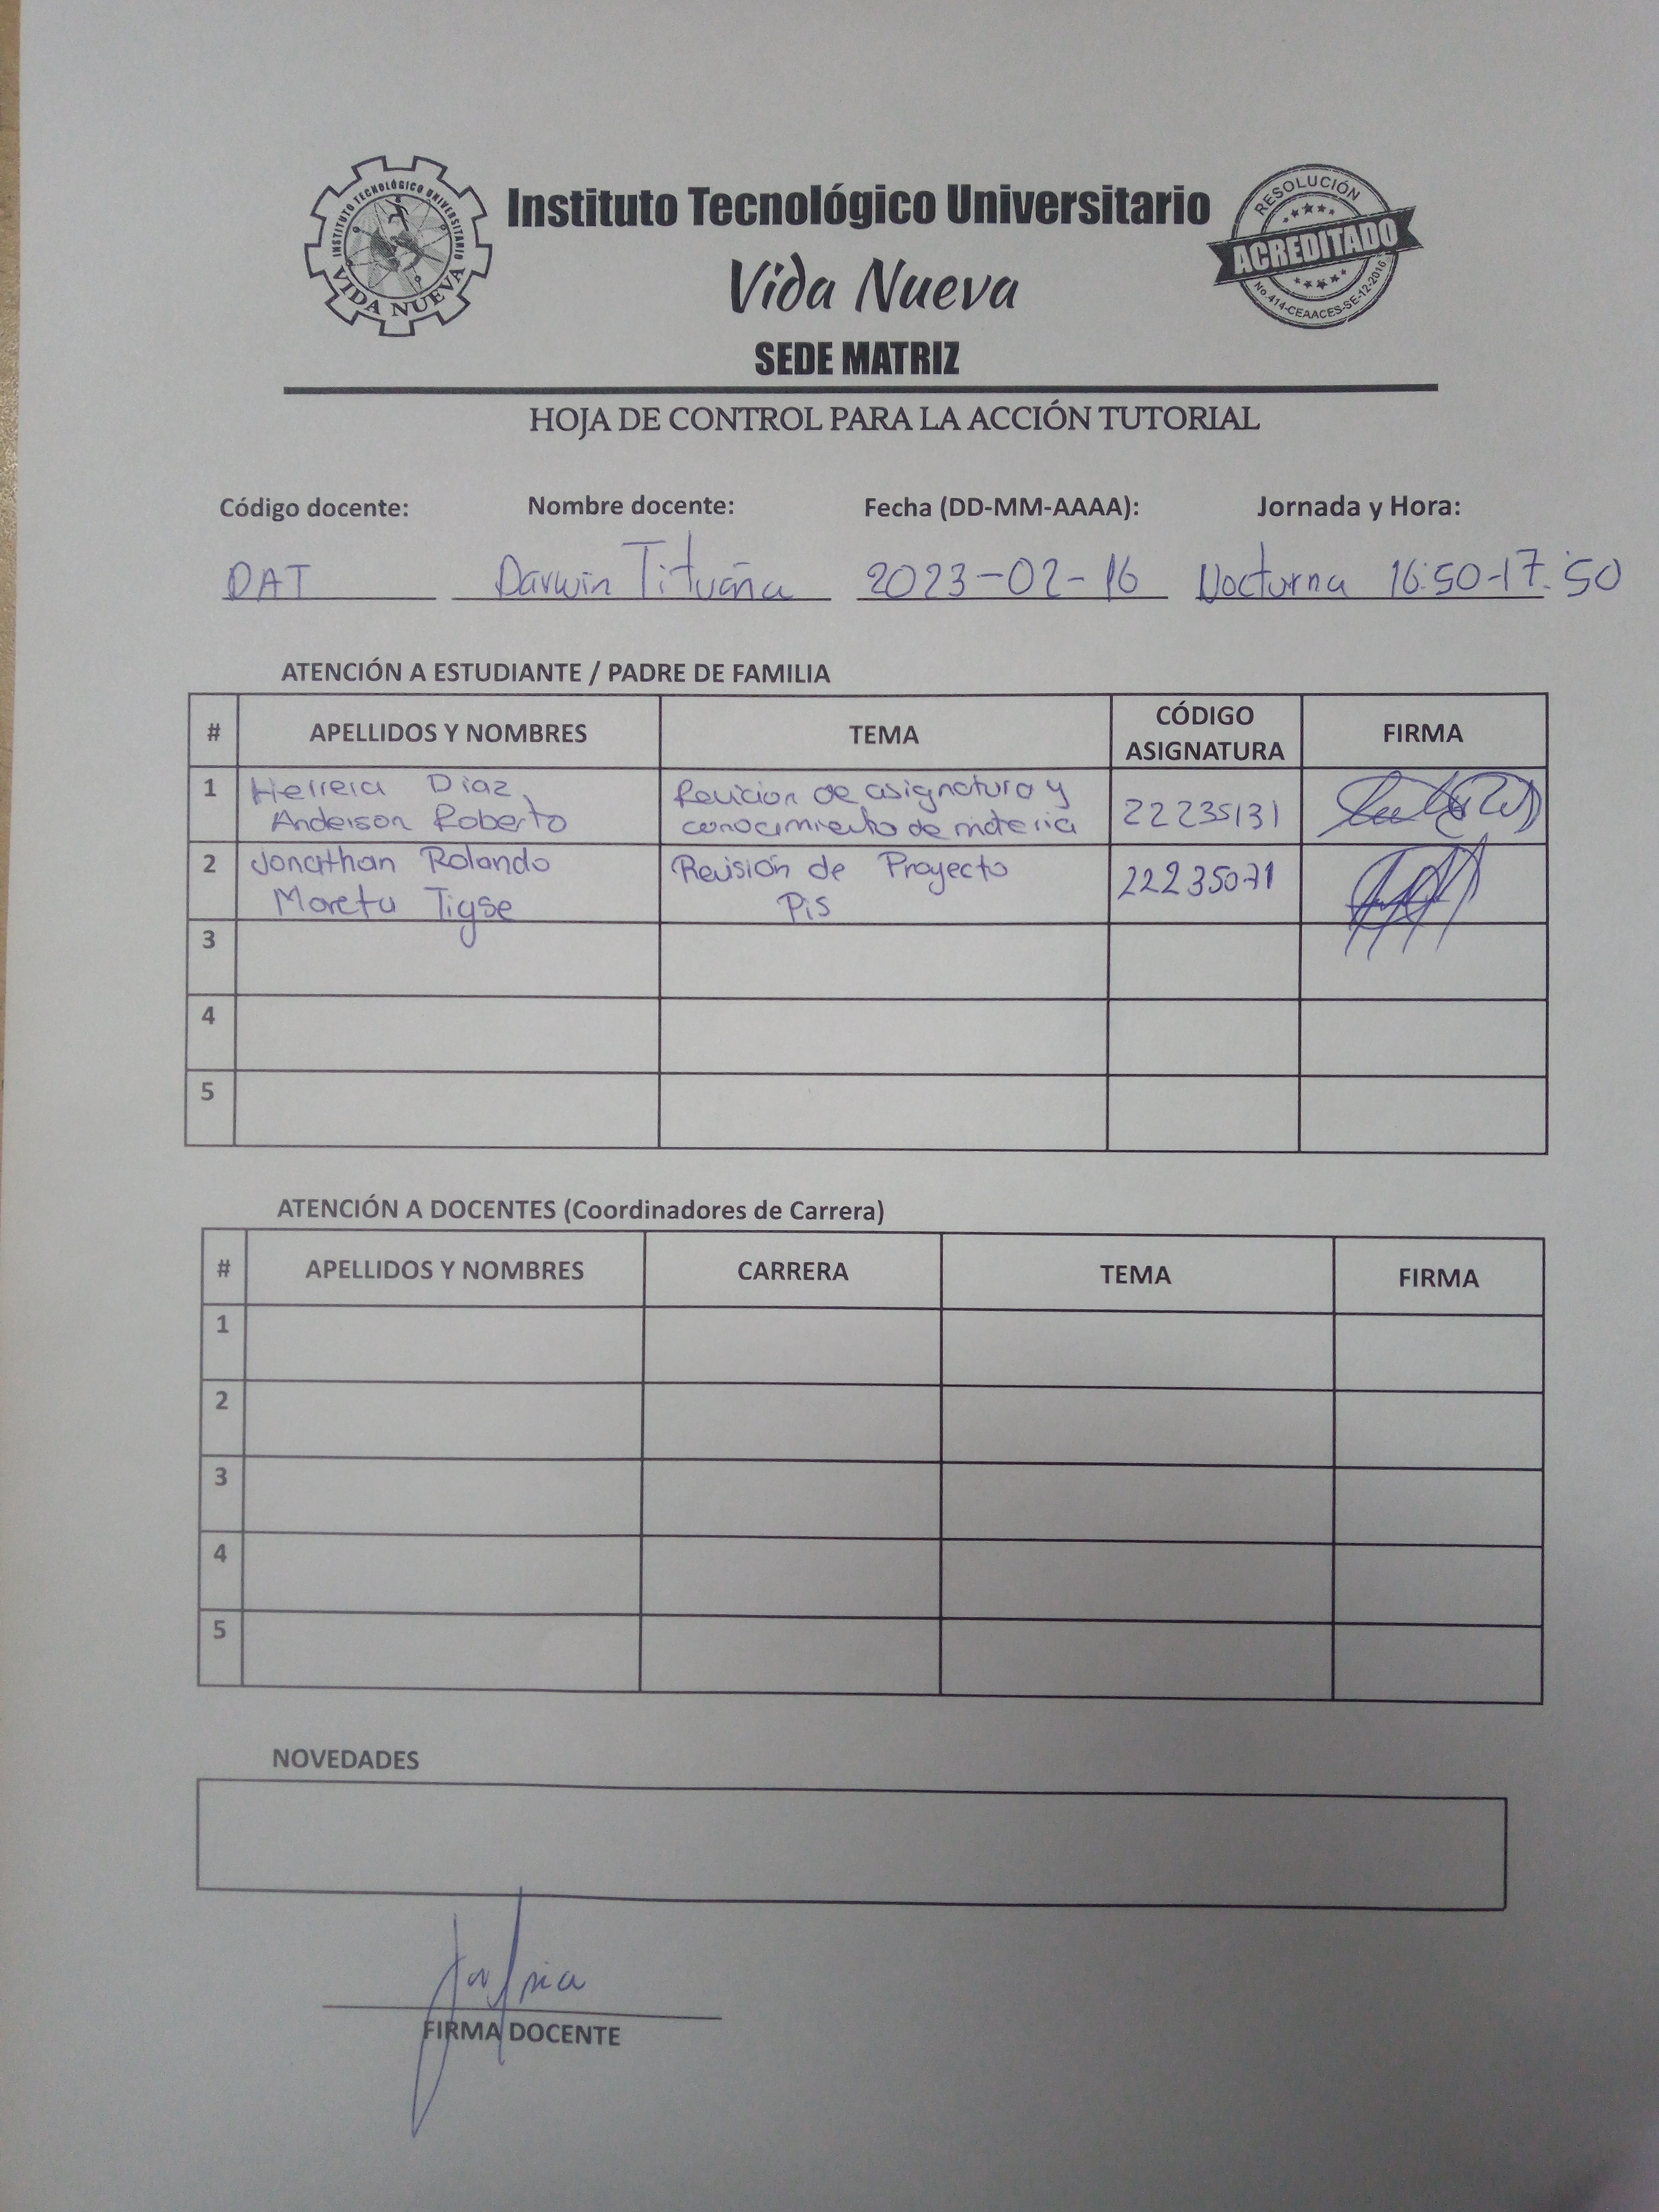 INSTITUTO TECNOLÓGICO UNIVERSITARIO
VIDA NUEVA
Instituto Tecnológico Universitario
Vida Nueva
SEDE MATRIZ
RESOLUCIÓN
ACREDITADO
No.414-CEAACES-SE-12-2016
HOJA DE CONTROL PARA LA ACCIÓN TUTORIAL
Código docente: Nombre docente: Fecha (DD-MM-AAAA): Jornada y Hora:
DAT Darwin Tituaña 2023-02-16 Nocturna 16:50-17:50
ATENCIÓN A ESTUDIANTE / PADRE DE FAMILIA
# APELLIDOS Y NOMBRES TEMA CÓDIGO ASIGNATURA FIRMA
1 Herrera Diaz Revicion de asignatura y
Anderson Roberto conocimiento de materia 22235131
2 Jonathan Rolando Revisión de Proyecto 22235071
Moreta Tigse Pis
3
4
5
ATENCIÓN A DOCENTES (Coordinadores de Carrera)
# APELLIDOS Y NOMBRES CARRERA TEMA FIRMA
1
2
3
4
5
NOVEDADES
FIRMA DOCENTE